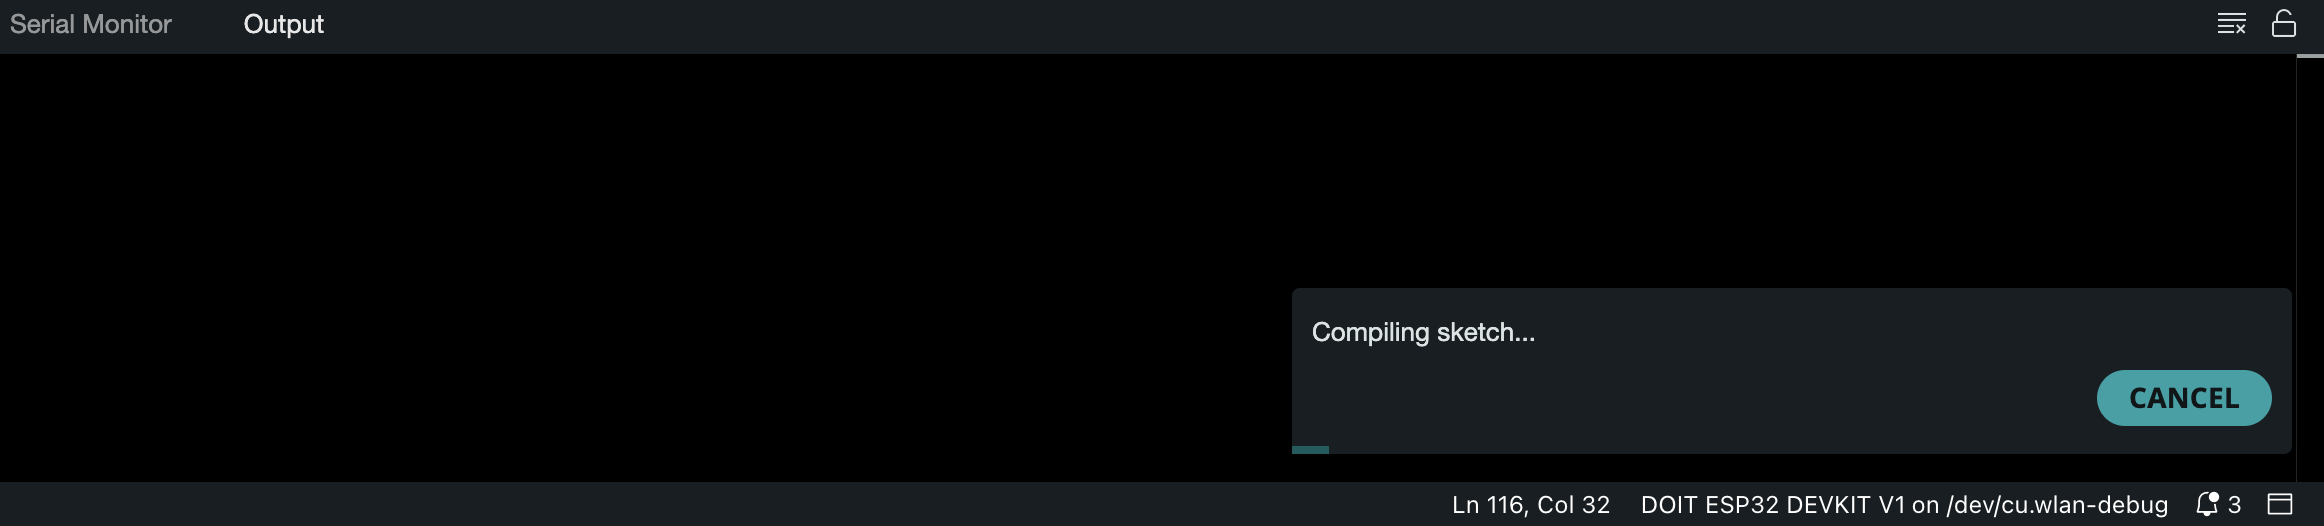 Serial Monitor Output
Compiling sketch...
CANCEL
Ln 116, Col 32 DOIT ESP32 DEVKIT V1 on /dev/cu.wlan-debug 3